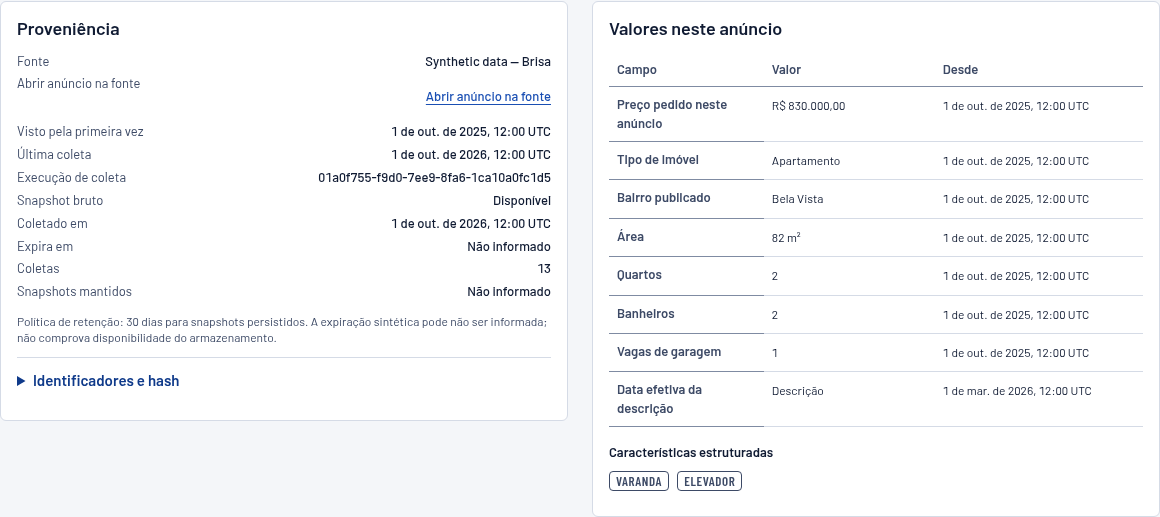 Proveniência
Fonte Synthetic data — Brisa
Abrir anúncio na fonte
Abrir anúncio na fonte
Visto pela primeira vez 1 de out. de 2025, 12:00 UTC
Última coleta 1 de out. de 2026, 12:00 UTC
Execução de coleta 01a0f755-f9d0-7ee9-8fa6-1ca10a0fc1d5
Snapshot bruto Disponível
Coletado em 1 de out. de 2026, 12:00 UTC
Expira em Não informado
Coletas 13
Snapshots mantidos Não informado
Política de retenção: 30 dias para snapshots persistidos. A expiração sintética pode não ser informada;
não comprova disponibilidade do armazenamento.
Identificadores e hash
Valores neste anúncio
Campo Valor Desde
Preço pedido neste
anúncio R$ 830.000,00 1 de out. de 2025, 12:00 UTC
Tipo de imóvel Apartamento 1 de out. de 2025, 12:00 UTC
Bairro publicado Bela Vista 1 de out. de 2025, 12:00 UTC
Área 82 m² 1 de out. de 2025, 12:00 UTC
Quartos 2 1 de out. de 2025, 12:00 UTC
Banheiros 2 1 de out. de 2025, 12:00 UTC
Vagas de garagem 1 1 de out. de 2025, 12:00 UTC
Data efetiva da
descrição Descrição 1 de mar. de 2026, 12:00 UTC
Características estruturadas
VARANDA ELEVADOR